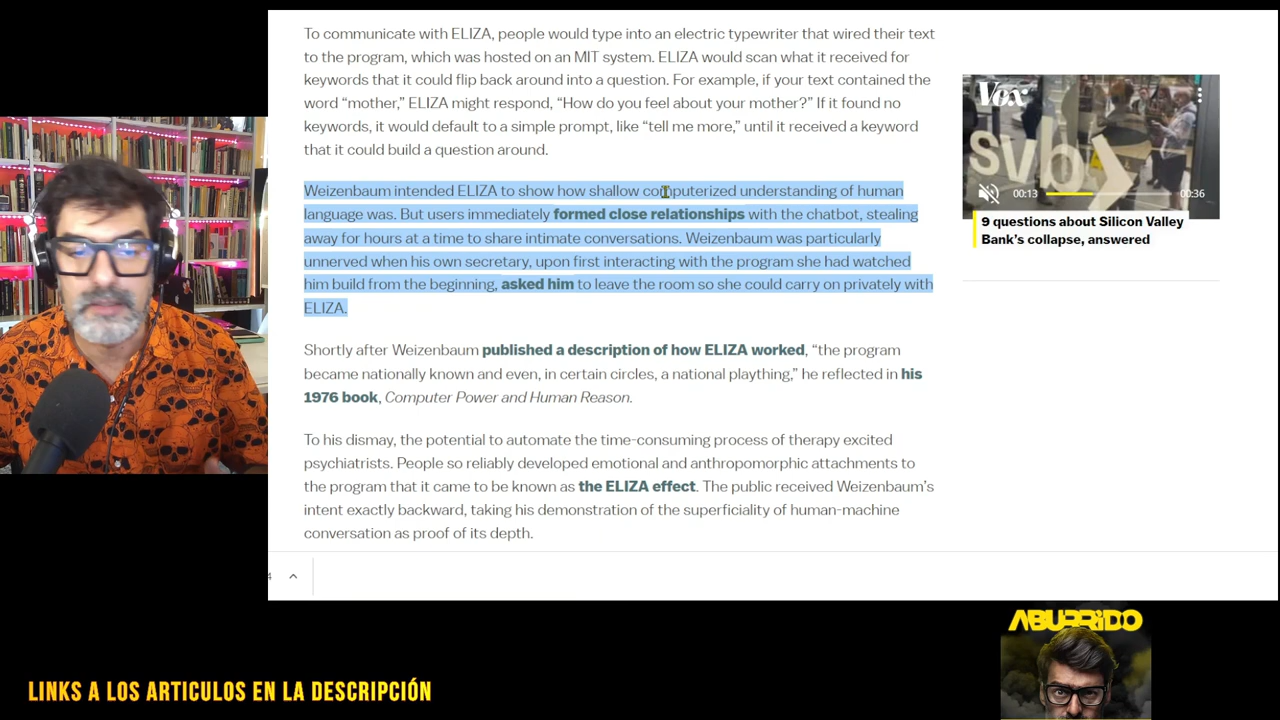 To communicate with ELIZA, people would type into an electric typewriter that wired their text
to the program, which was hosted on an MIT system. ELIZA would scan what it received for
keywords that it could flip back around into a question. For example, if your text contained the
word “mother,” ELIZA might respond, “How do you feel about your mother?” If it found no
keywords, it would default to a simple prompt, like “tell me more,” until it received a keyword
that it could build a question around.
Weizenbaum intended ELIZA to show how shallow computerized understanding of human
language was. But users immediately formed close relationships with the chatbot, stealing
away for hours at a time to share intimate conversations. Weizenbaum was particularly
unnerved when his own secretary, upon first interacting with the program she had watched
him build from the beginning, asked him to leave the room so she could carry on privately with
ELIZA.
Shortly after Weizenbaum published a description of how ELIZA worked, “the program
became nationally known and even, in certain circles, a national plaything,” he reflected in his
1976 book, Computer Power and Human Reason.
To his dismay, the potential to automate the time-consuming process of therapy excited
psychiatrists. People so reliably developed emotional and anthropomorphic attachments to
the program that it came to be known as the ELIZA effect. The public received Weizenbaum’s
intent exactly backward, taking his demonstration of the superficiality of human-machine
conversation as proof of its depth.
Vox
svb
00:13
00:36
9 questions about Silicon Valley
Bank’s collapse, answered
ABURRIDO
LINKS A LOS ARTICULOS EN LA DESCRIPCIÓN